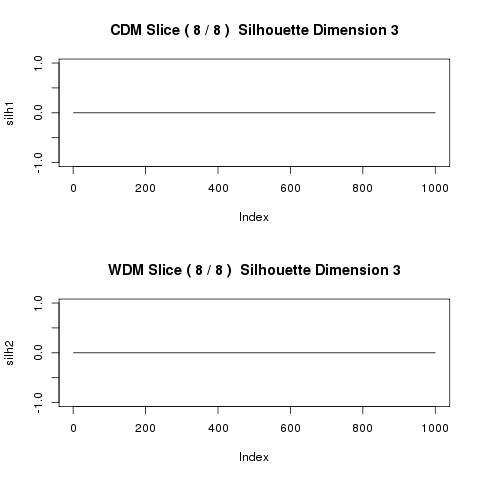 CDM Slice ( 8 / 8 )  Silhouette Dimension 3
1.0
0.0
-1.0
silh1
0 200 400 600 800 1000
Index
WDM Slice ( 8 / 8 )  Silhouette Dimension 3
1.0
0.0
-1.0
silh2
0 200 400 600 800 1000
Index